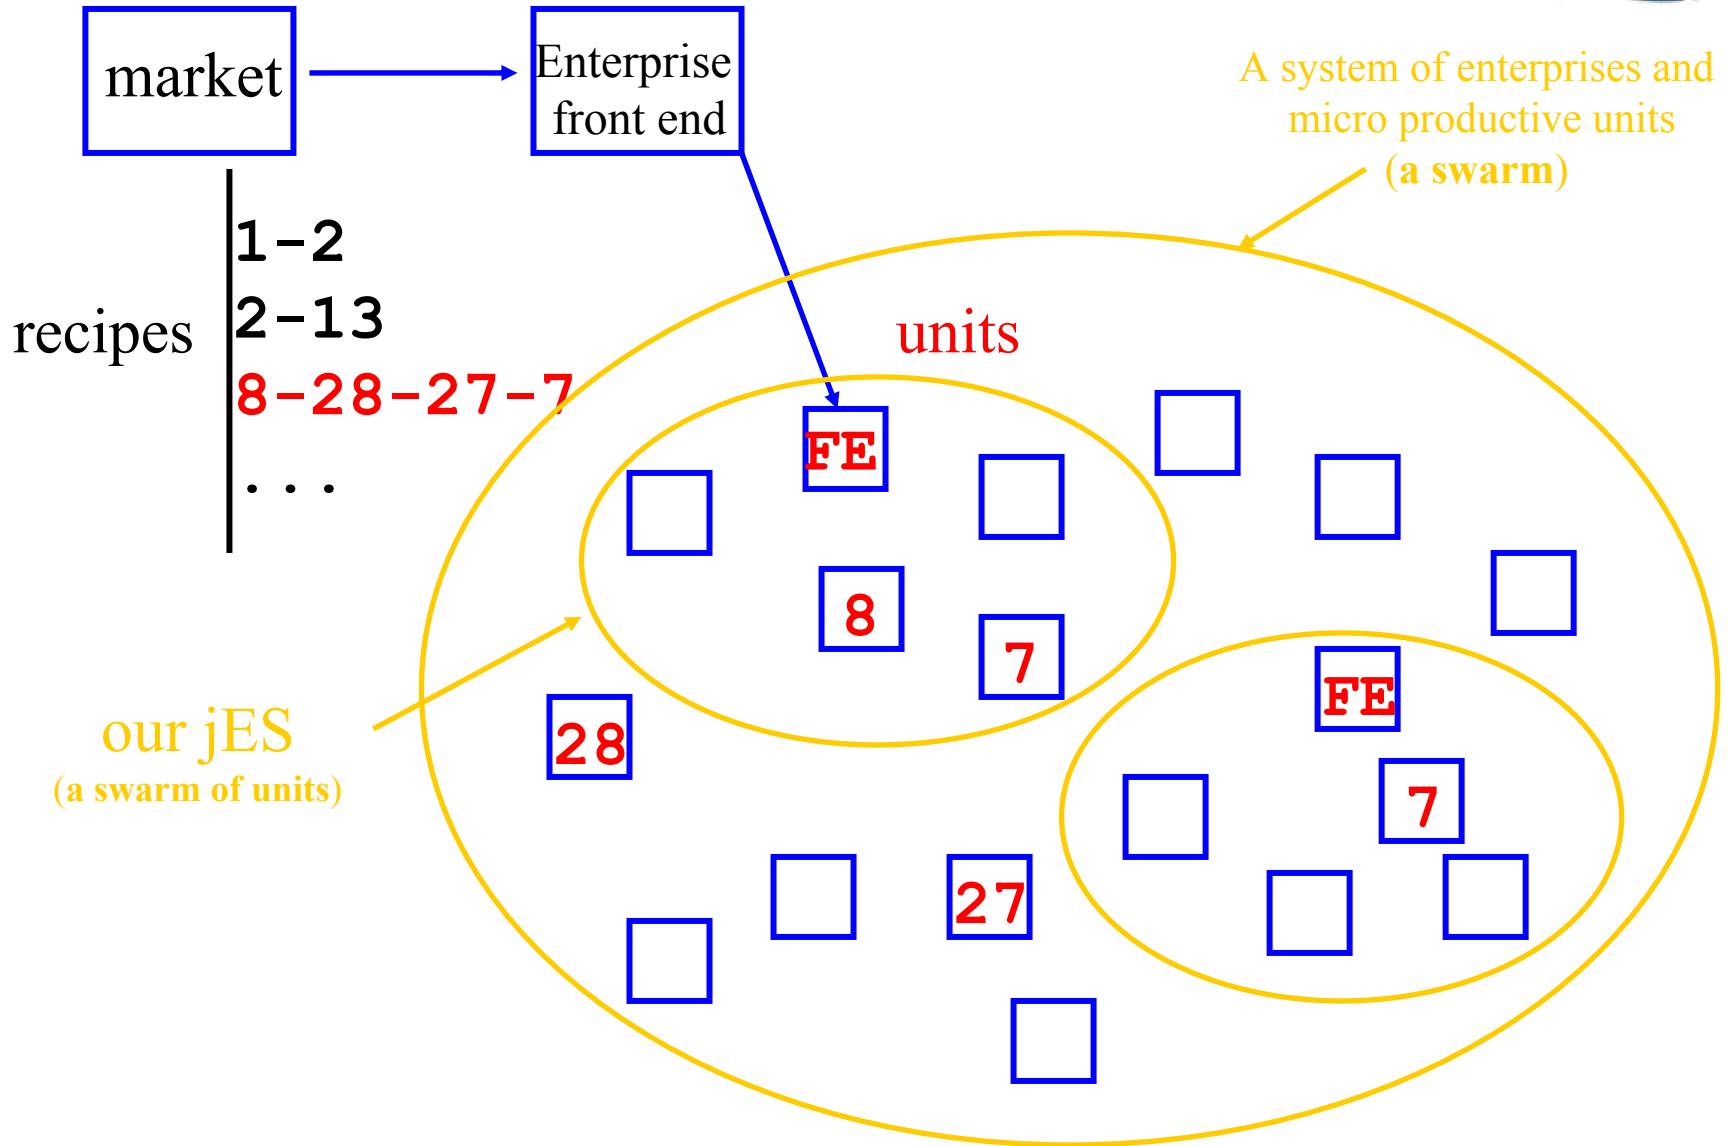 market
Enterprise
front end
A system of enterprises and
micro productive units
(a swarm)
recipes
1-2
2-13
8-28-27-7
...
units
FE
8
7
28
FE
7
27
our jES
(a swarm of units)